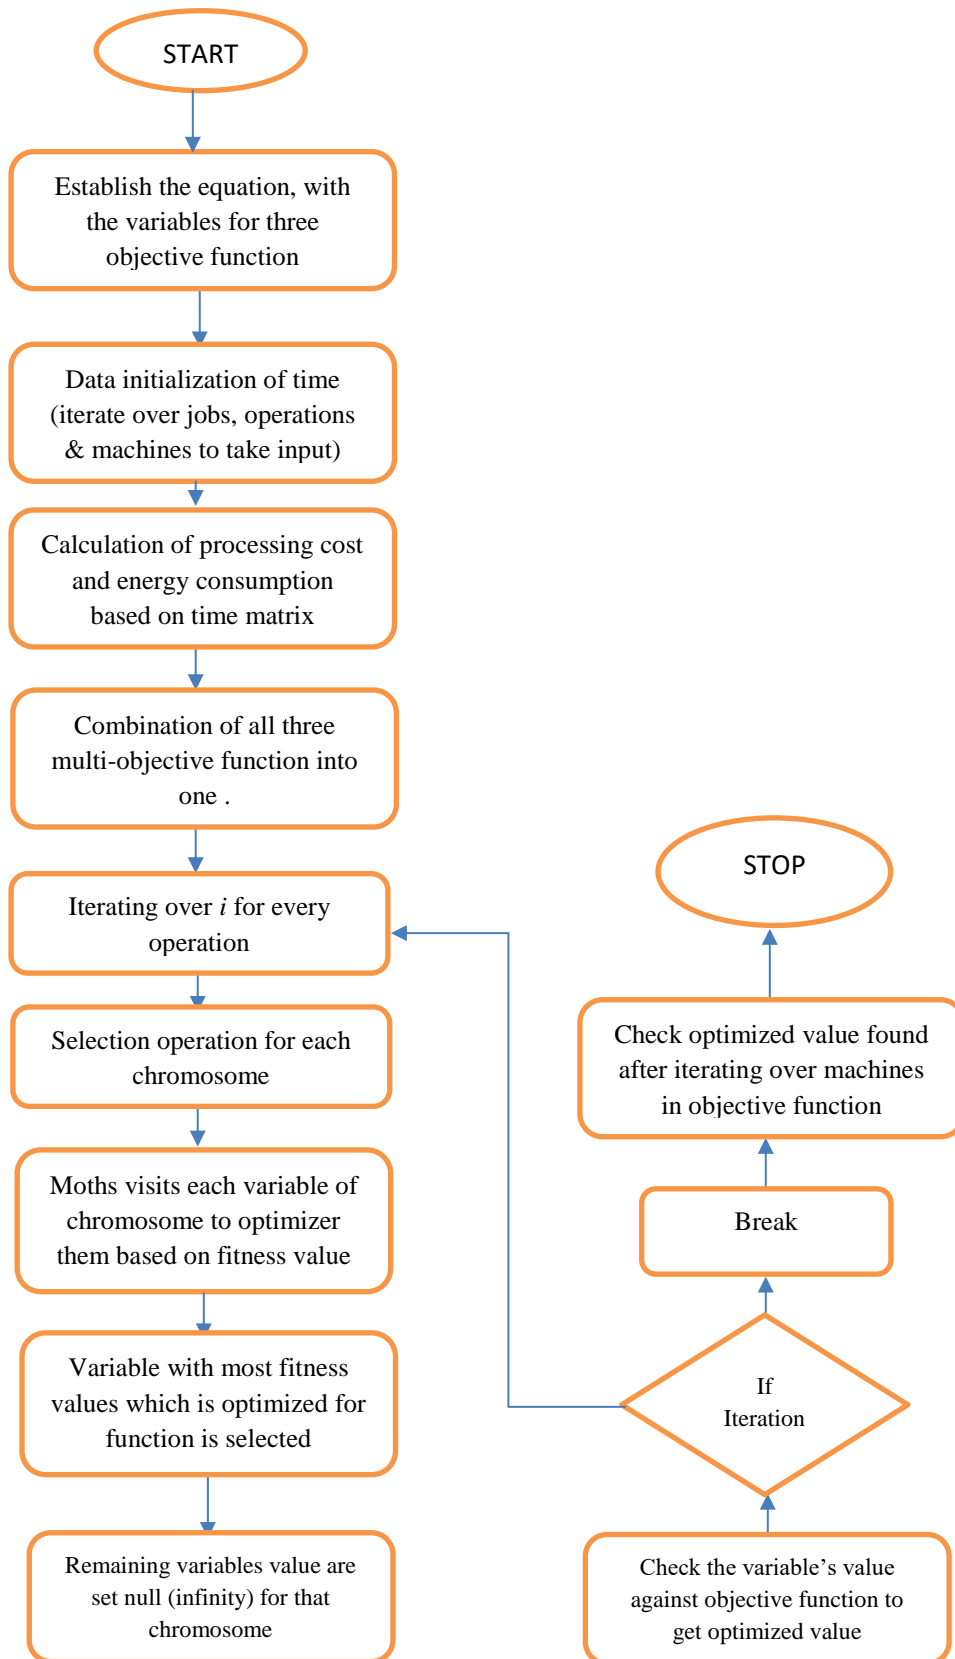 START
Establish the equation, with
the variables for three
objective function
Data initialization of time
(iterate over jobs, operations
& machines to take input)
Calculation of processing cost
and energy consumption
based on time matrix
Combination of all three
multi-objective function into
one .
Iterating over i for every
operation
Selection operation for each
chromosome
Moths visits each variable of
chromosome to optimizer
them based on fitness value
Variable with most fitness
values which is optimized for
function is selected
Remaining variables value are
set null (infinity) for that
chromosome
STOP
Check optimized value found
after iterating over machines
in objective function
Break
If
Iteration
Check the variable’s value
against objective function to
get optimized value